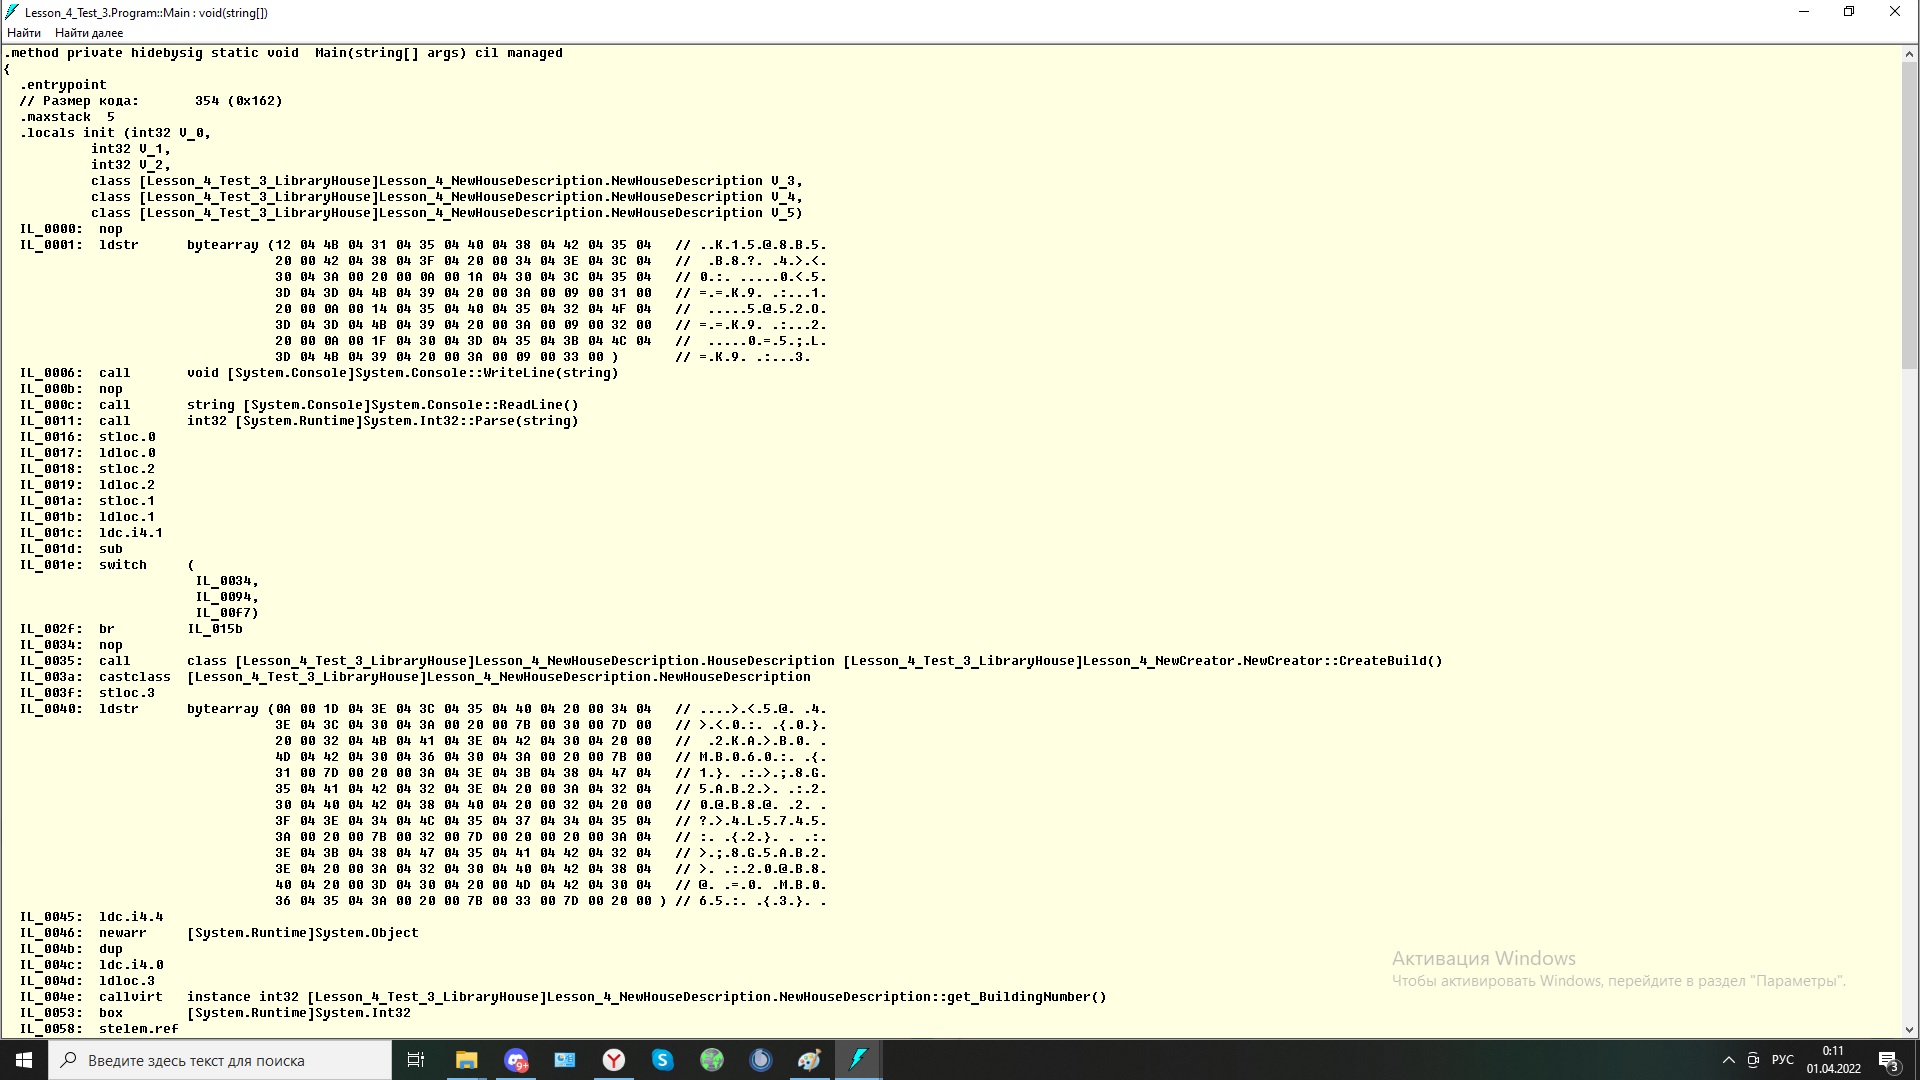 Lesson_4_Test_3.Program::Main : void(string[])
Найти Найти далее
.method private hidebysig static void  Main(string[] args) cil managed
{
  .entrypoint
  // Размер кода:       354 (0x162)
  .maxstack  5
  .locals init (int32 V_0,
           int32 V_1,
           int32 V_2,
           class [Lesson_4_Test_3_LibraryHouse]Lesson_4_NewHouseDescription.NewHouseDescription V_3,
           class [Lesson_4_Test_3_LibraryHouse]Lesson_4_NewHouseDescription.NewHouseDescription V_4,
           class [Lesson_4_Test_3_LibraryHouse]Lesson_4_NewHouseDescription.NewHouseDescription V_5)
  IL_0000:  nop
  IL_0001:  ldstr      bytearray (12 04 4B 04 31 04 35 04 40 04 38 04 42 04 35 04   // ..K.1.5.@.8.B.5.
                                  20 00 42 04 38 04 3F 04 20 00 34 04 3E 04 3C 04   //  .B.8.?. .4.>.<.
                                  30 04 3A 00 20 00 0A 00 1A 04 30 04 3C 04 35 04   // 0.:. .....0.<.5.
                                  3D 04 3D 04 4B 04 39 04 20 00 3A 00 09 00 31 00   // =.=.K.9. .:...1.
                                  20 00 0A 00 14 04 35 04 40 04 35 04 32 04 4F 04   //  .....5.@.5.2.O.
                                  3D 04 3D 04 4B 04 39 04 20 00 3A 00 09 00 32 00   // =.=.K.9. .:...2.
                                  20 00 0A 00 1F 04 30 04 3D 04 35 04 3B 04 4C 04   //  .....0.=.5.;.L.
                                  3D 04 4B 04 39 04 20 00 3A 00 09 00 33 00 )       // =.K.9. .:...3.
  IL_0006:  call       void [System.Console]System.Console::WriteLine(string)
  IL_000b:  nop
  IL_000c:  call       string [System.Console]System.Console::ReadLine()
  IL_0011:  call       int32 [System.Runtime]System.Int32::Parse(string)
  IL_0016:  stloc.0
  IL_0017:  ldloc.0
  IL_0018:  stloc.2
  IL_0019:  ldloc.2
  IL_001a:  stloc.1
  IL_001b:  ldloc.1
  IL_001c:  ldc.i4.1
  IL_001d:  sub
  IL_001e:  switch     (
                        IL_0034,
                        IL_0094,
                        IL_00f7)
  IL_002f:  br         IL_015b
  IL_0034:  nop
  IL_0035:  call       class [Lesson_4_Test_3_LibraryHouse]Lesson_4_NewHouseDescription.HouseDescription [Lesson_4_Test_3_LibraryHouse]Lesson_4_NewCreator.NewCreator::CreateBuild()
  IL_003a:  castclass  [Lesson_4_Test_3_LibraryHouse]Lesson_4_NewHouseDescription.NewHouseDescription
  IL_003f:  stloc.3
  IL_0040:  ldstr      bytearray (0A 00 1D 04 3E 04 3C 04 35 04 40 04 20 00 34 04   // ....>.<.5.@. .4.
                                  3E 04 3C 04 30 04 3A 00 20 00 7B 00 30 00 7D 00   // >.<.0.:. .{.0.}.
                                  20 00 32 04 4B 04 41 04 3E 04 42 04 30 04 20 00   //  .2.K.A.>.B.0. .
                                  4D 04 42 04 30 04 36 04 30 04 3A 00 20 00 7B 00   // M.B.0.6.0.:. .{.
                                  31 00 7D 00 20 00 3A 04 3E 04 3B 04 38 04 47 04   // 1.}. .:.>.;.8.G.
                                  35 04 41 04 42 04 32 04 3E 04 20 00 3A 04 32 04   // 5.A.B.2.>. .:.2.
                                  30 04 40 04 42 04 38 04 40 04 20 00 32 04 20 00   // 0.@.B.8.@. .2. .
                                  3F 04 3E 04 34 04 4C 04 35 04 37 04 34 04 35 04   // ?.>.4.L.5.7.4.5.
                                  3A 00 20 00 7B 00 32 00 7D 00 20 00 20 00 3A 04   // :. .{.2.}. . .:.
                                  3E 04 3B 04 38 04 47 04 35 04 41 04 42 04 32 04   // >.;.8.G.5.A.B.2.
                                  3E 04 20 00 3A 04 32 04 30 04 40 04 42 04 38 04   // >. .:.2.0.@.B.8.
                                  40 04 20 00 3D 04 30 04 20 00 4D 04 42 04 30 04   // @. .=.0. .M.B.0.
                                  36 04 35 04 3A 00 20 00 7B 00 33 00 7D 00 20 00 ) // 6.5.:. .{.3.}. .
  IL_0045:  ldc.i4.4
  IL_0046:  newarr     [System.Runtime]System.Object
  IL_004b:  dup
  IL_004c:  ldc.i4.0
  IL_004d:  ldloc.3
  IL_004e:  callvirt   instance int32 [Lesson_4_Test_3_LibraryHouse]Lesson_4_NewHouseDescription.NewHouseDescription::get_BuildingNumber()
  IL_0053:  box        [System.Runtime]System.Int32
  IL_0058:  stelem.ref
Активация Windows
Чтобы активировать Windows, перейдите в раздел "Параметры".
Введите здесь текст для поиска
9+
РУС
0:11
01.04.2022
3